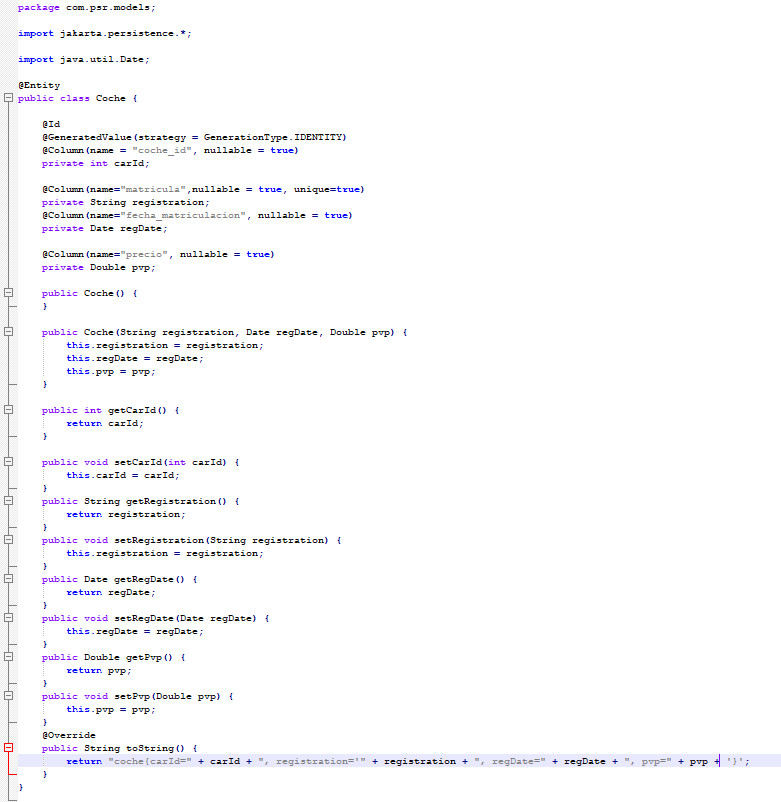 package com.psr.models;
import jakarta.persistence.*;
import java.util.Date;
@Entity
public class Coche {
@Id
@GeneratedValue(strategy = GenerationType.IDENTITY)
@Column(name = "coche_id", nullable = true)
private int carId;
@Column(name="matricula",nullable = true, unique=true)
private String registration;
@Column(name="fecha_matriculacion", nullable = true)
private Date regDate;
@Column(name="precio", nullable = true)
private Double pvp;
public Coche() {
}
public Coche(String registration, Date regDate, Double pvp) {
this.registration = registration;
this.regDate = regDate;
this.pvp = pvp;
}
public int getCarId() {
return carId;
}
public void setCarId(int carId) {
this.carId = carId;
}
public String getRegistration() {
return registration;
}
public void setRegistration(String registration) {
this.registration = registration;
}
public Date getRegDate() {
return regDate;
}
public void setRegDate(Date regDate) {
this.regDate = regDate;
}
public Double getPvp() {
return pvp;
}
public void setPvp(Double pvp) {
this.pvp = pvp;
}
@Override
public String toString() {
return "coche{carId=" + carId + ", registration='" + registration + ", regDate=" + regDate + ", pvp=" + pvp + '}';
}
}